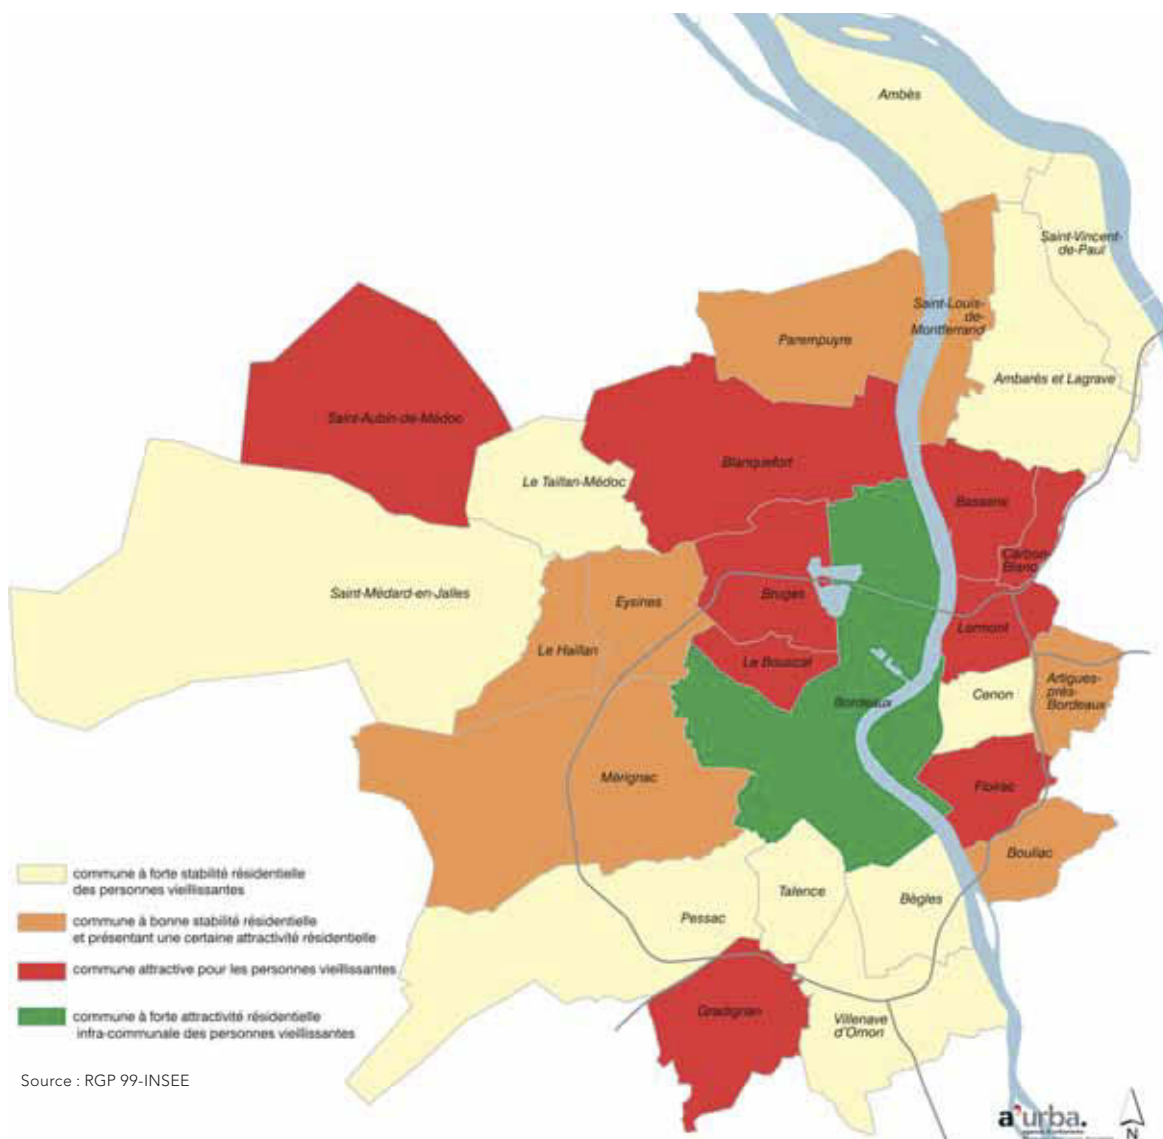 Ambès
Saint-Vincent-
de-Paul
Saint-Louis-
de-
Montferrand
Parempuyre
Ambarès et Lagrave
Saint-Aubin-de-Médoc
Blanquefort
Le Taillan-Médoc
Bassens
Carbon-
Blanc
Saint-Médard-en-Jalles
Eysines
Bruges
Lormont
Le Haillan
Le Bouscat
Cenon
Artigues-
près-
Bordeaux
Bordeaux
Mérignac
Floirac
Bouliac
Talence
Bègles
Pessac
Gradignan
Villenave
d'Ornon
commune à forte stabilité résidentielle
des personnes vieillissantes
commune à bonne stabilité résidentielle
et présentant une certaine attractivité résidentielle
commune attractive pour les personnes vieillissantes
commune à forte attractivité résidentielle
infra-communale des personnes vieillissantes
Source : RGP 99-INSEE
a'urba.
N